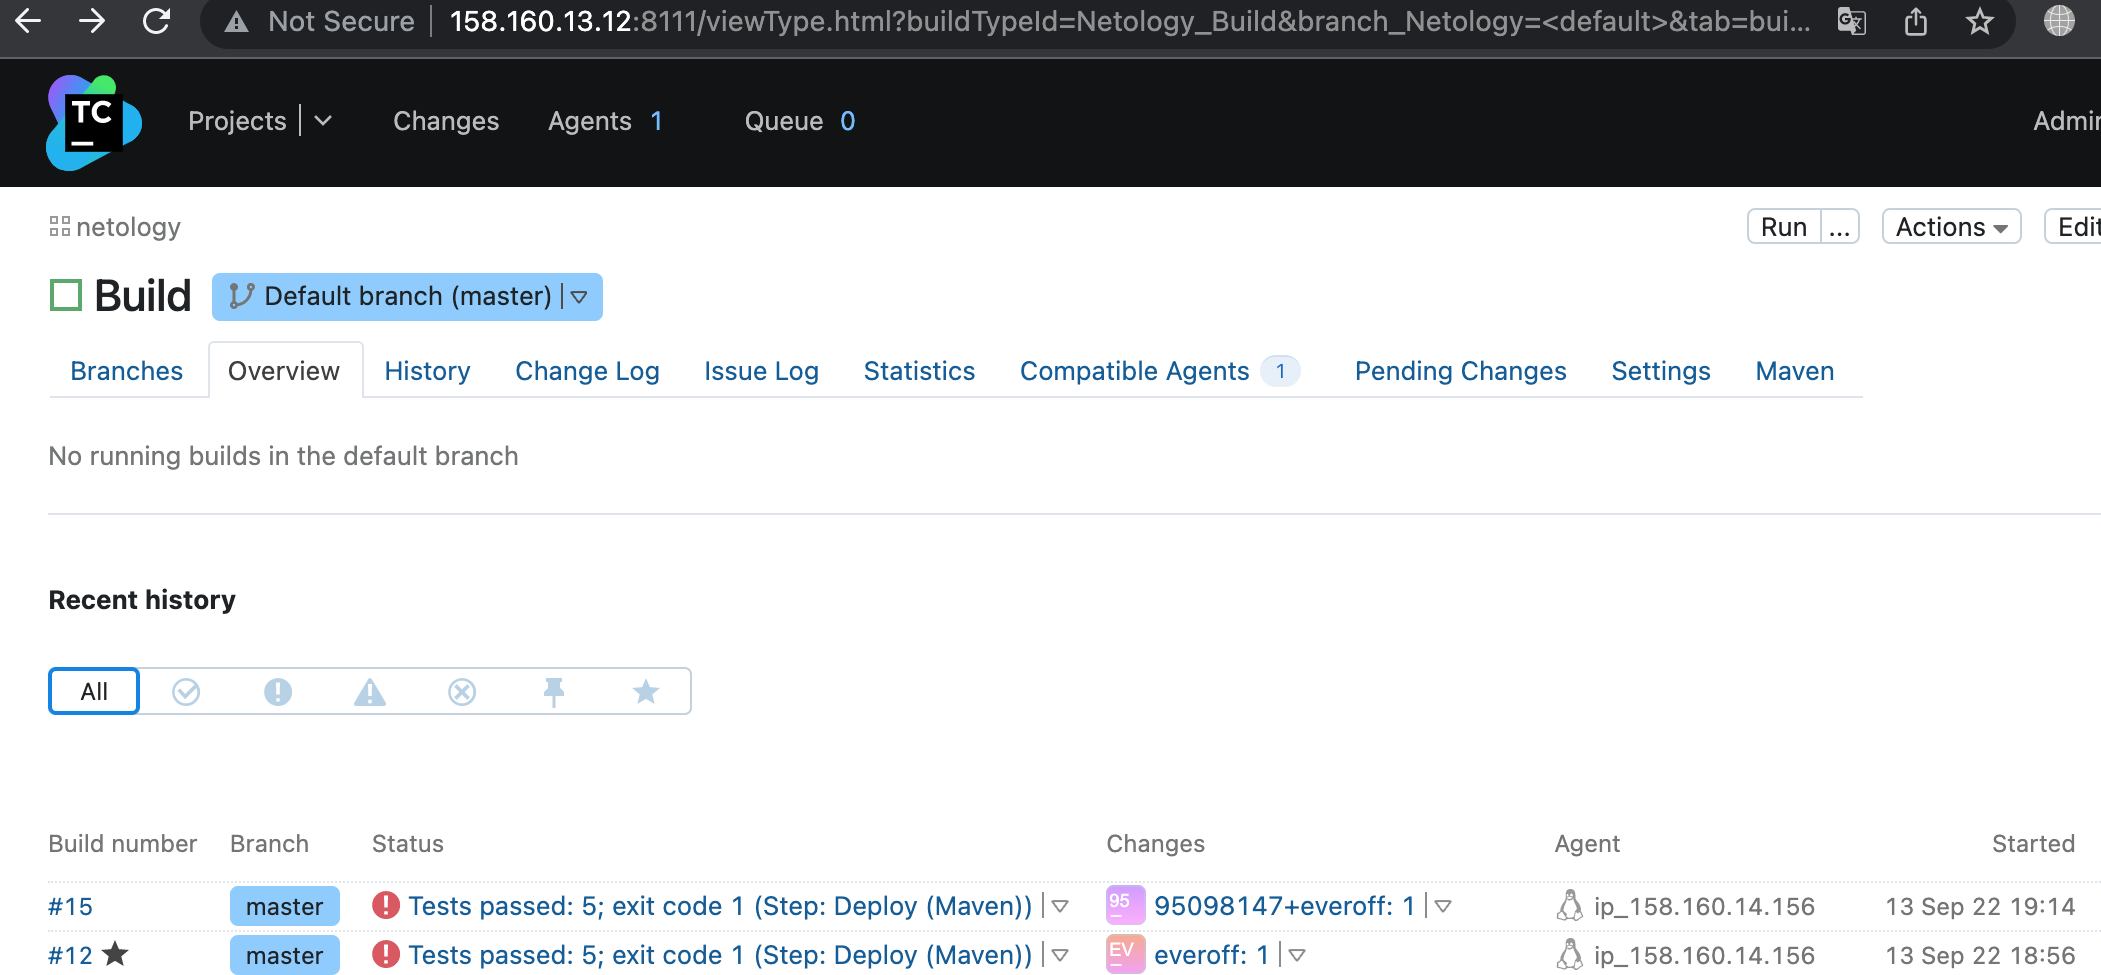 Not Secure 158.160.13.12:8111/viewType.html?buildTypeId=Netology_Build&branch_Netology=<default>&tab=bui...
TC
Projects Changes Agents 1 Queue 0 Admin
netology Run ... Actions Edit
Build Default branch (master)
Branches Overview History Change Log Issue Log Statistics Compatible Agents 1 Pending Changes Settings Maven
No running builds in the default branch
Recent history
All
Build number Branch Status Changes Agent Started
#15 master Tests passed: 5; exit code 1 (Step: Deploy (Maven)) 95 95098147+everoff: 1 ip_158.160.14.156 13 Sep 22 19:14
#12 master Tests passed: 5; exit code 1 (Step: Deploy (Maven)) EV everoff: 1 ip_158.160.14.156 13 Sep 22 18:56